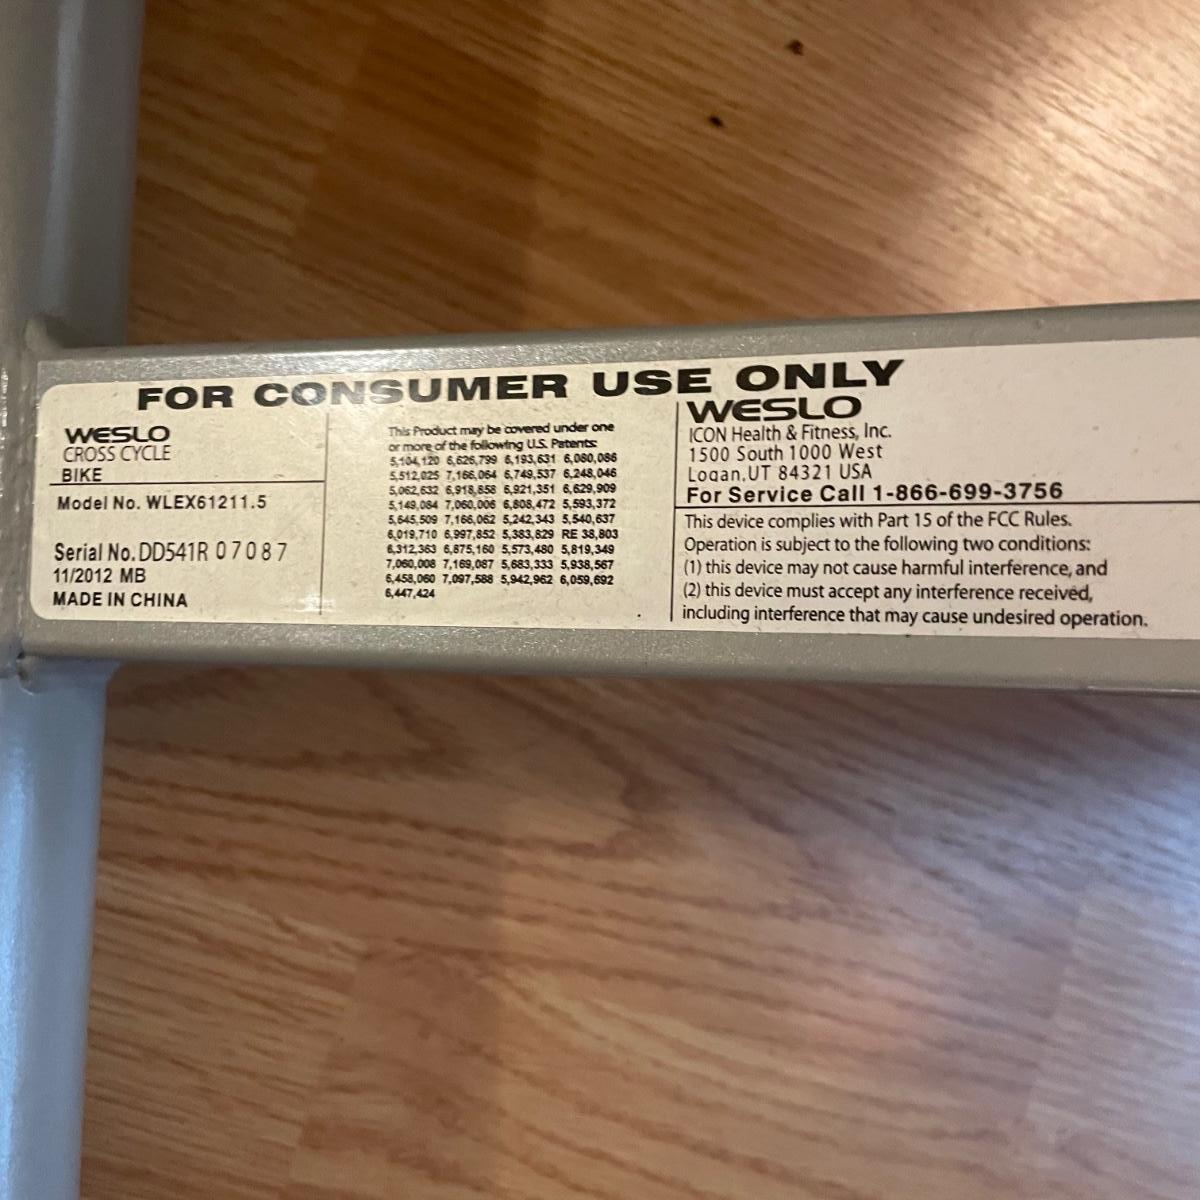 FOR CONSUMER USE ONLY
WESLO
CROSS CYCLE
BIKE
Model No. WLEX61211.5
Serial No. DD541R 07087
11/2012 MB
MADE IN CHINA
This Product may be covered under one
or more of the following U.S. Patents:
5,104,120 6,626,799 6,193,631 6,080,086
5,512,025 7,166,064 6,749,537 6,248,046
5,062,632 6,918,858 6,921,351 6,629,909
5,149,084 7,060,006 6,808,472 5,593,372
5,645,509 7,166,062 5,242,343 5,540,637
6,019,710 6,997,852 5,383,829 RE 38,803
6,312,363 6,875,160 5,573,480 5,819,349
7,060,008 7,169,087 5,683,333 5,938,567
6,458,060 7,097,588 5,942,962 6,059,692
6,447,424
WESLO
ICON Health & Fitness, Inc.
1500 South 1000 West
Logan, UT 84321 USA
For Service Call 1-866-699-3756
This device complies with Part 15 of the FCC Rules.
Operation is subject to the following two conditions:
(1) this device may not cause harmful interference, and
(2) this device must accept any interference received,
including interference that may cause undesired operation.